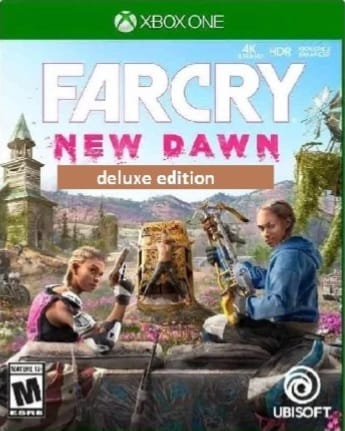 XBOX ONE
4K HDR
FARCRY
NEW DAWN
deluxe edition
MATURE 17+
M
ESRB
UBISOFT